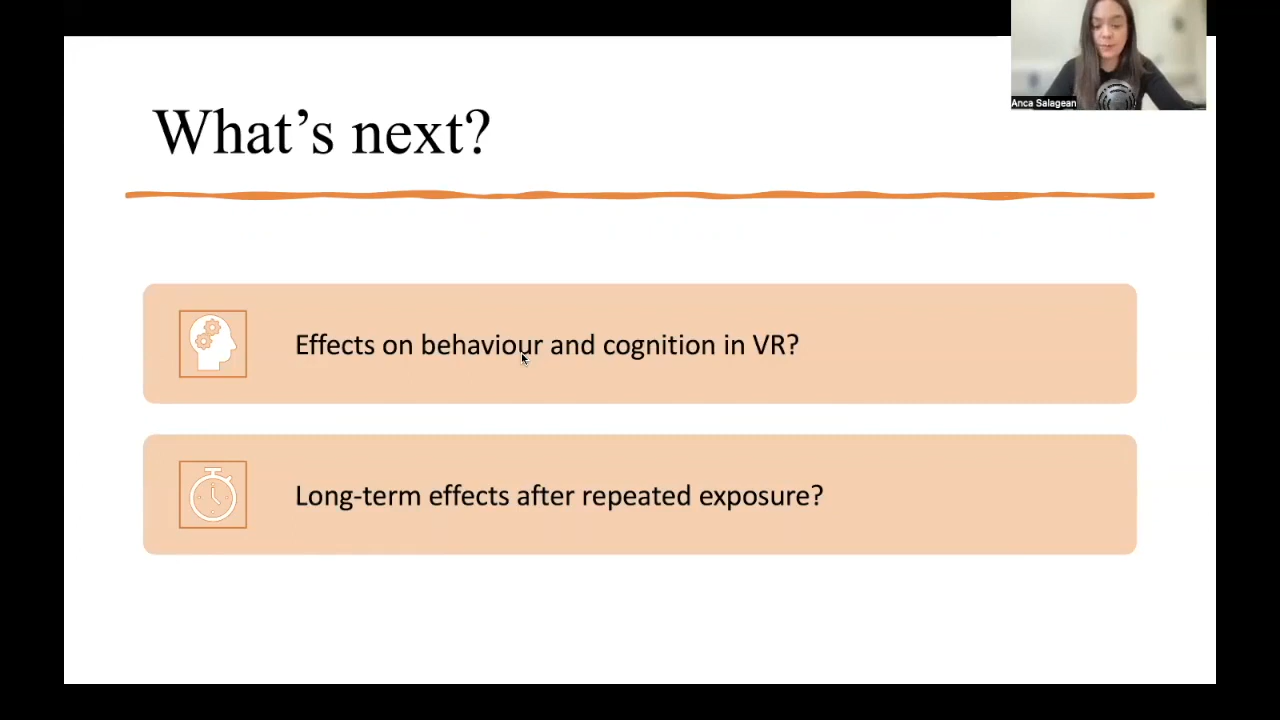 Anca Salagean
What’s next?
Effects on behaviour and cognition in VR?
Long-term effects after repeated exposure?